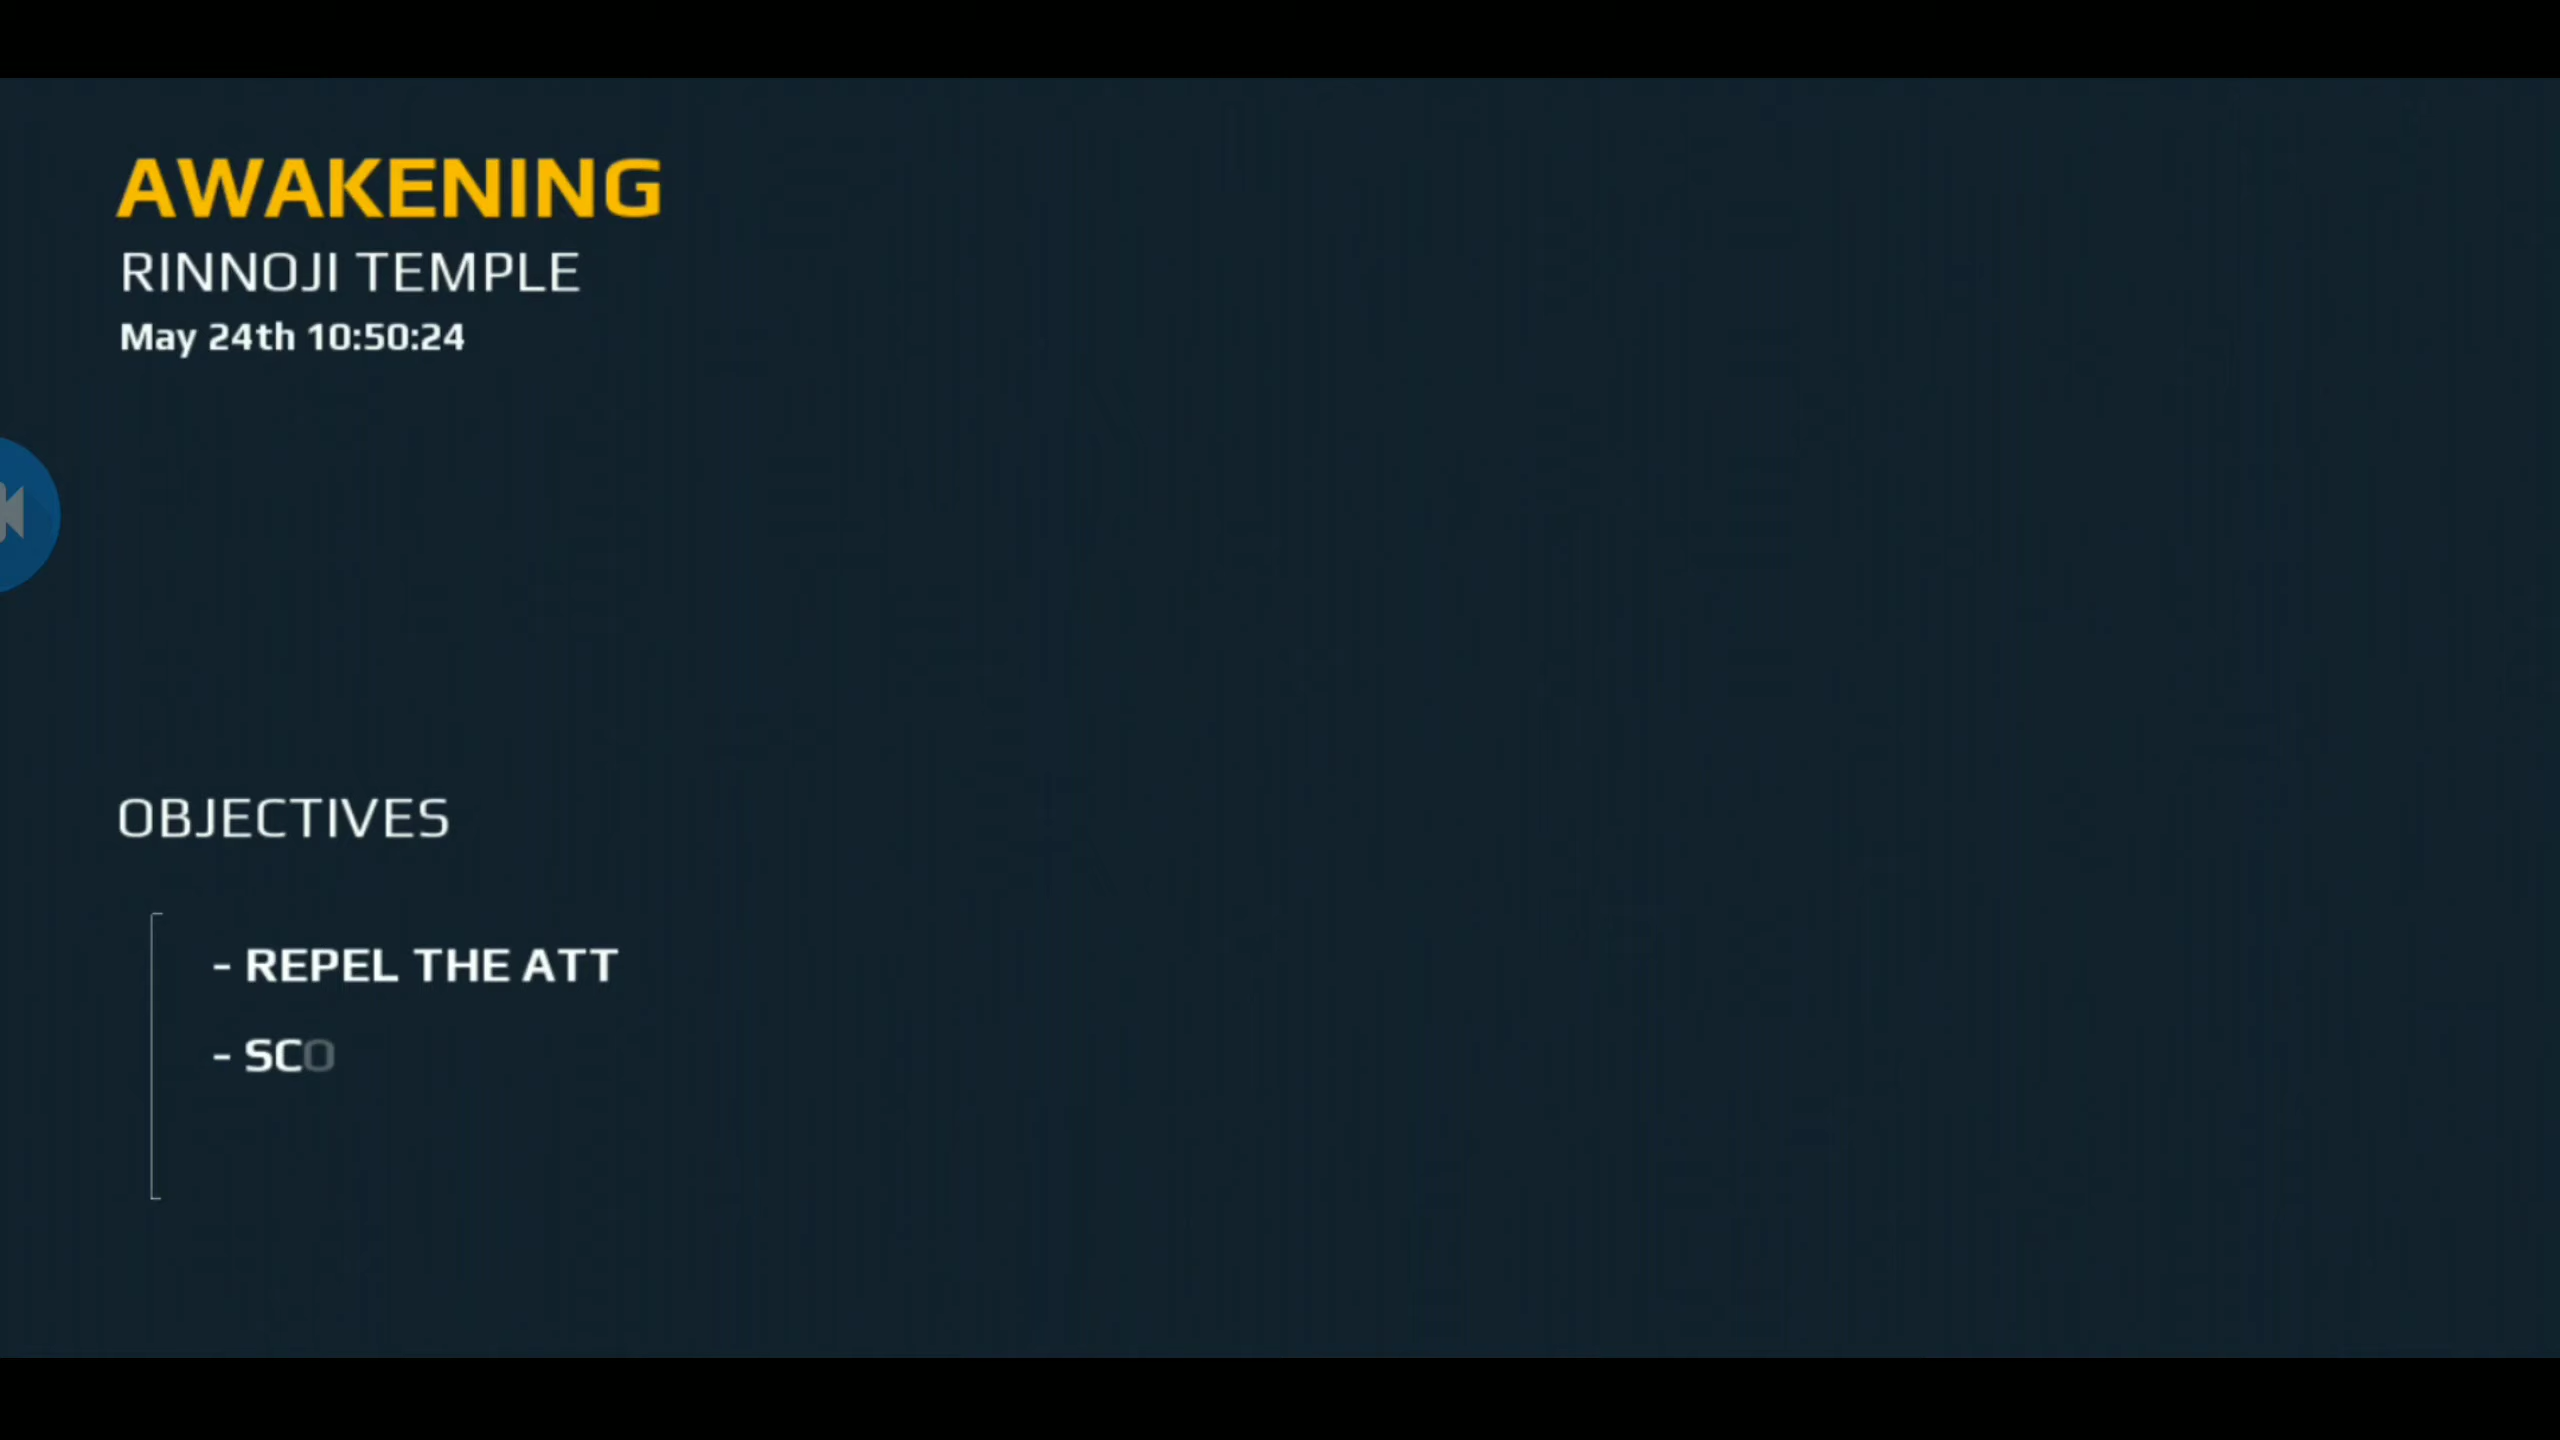 AWAKENING
RINNOJI TEMPLE
May 24th 10:50:24
OBJECTIVES
- REPEL THE ATT
- SCO